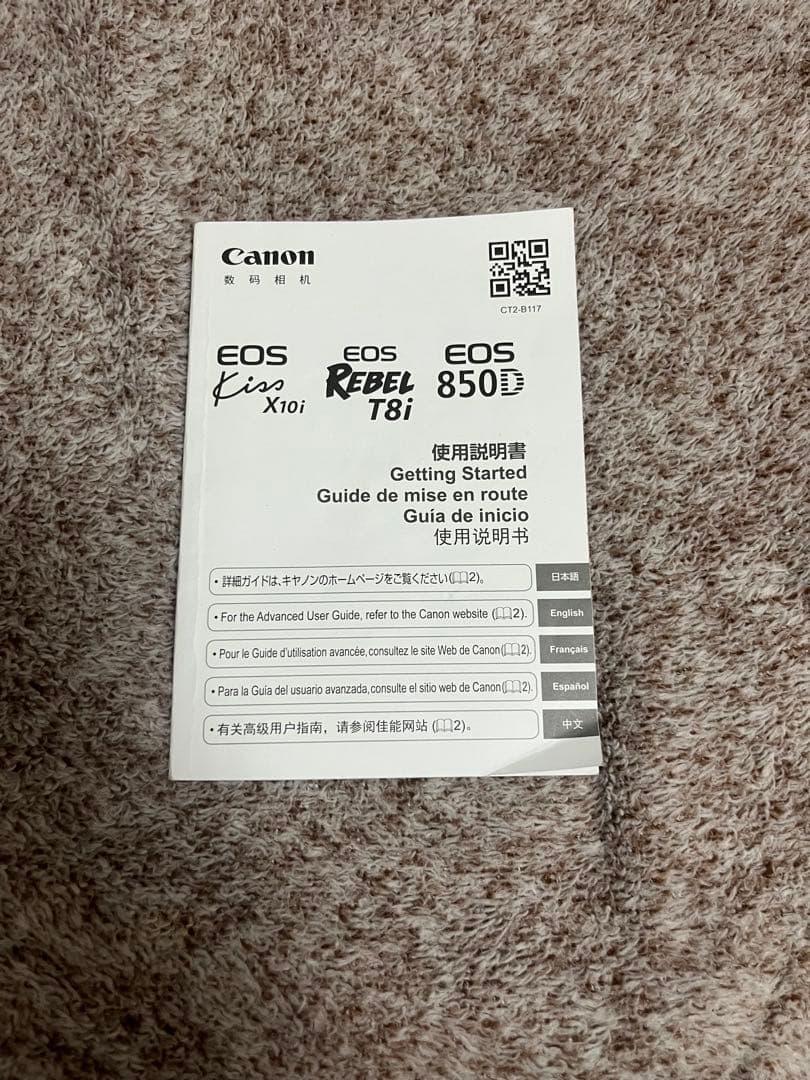 Canon
数码相机
CT2-B117
EOS Kiss X10i
EOS REBEL T8i
EOS 850D
使用説明書
Getting Started
Guide de mise en route
Guía de inicio
使用说明书
• 詳細ガイドは、キヤノンのホームページをご覧ください(📖2)。 日本語
• For the Advanced User Guide, refer to the Canon website (📖2). English
• Pour le Guide d'utilisation avancée, consultez le site Web de Canon(📖2). Français
• Para la Guía del usuario avanzada, consulte el sitio web de Canon(📖2). Español
• 有关高级用户指南，请参阅佳能网站 (📖2)。 中文